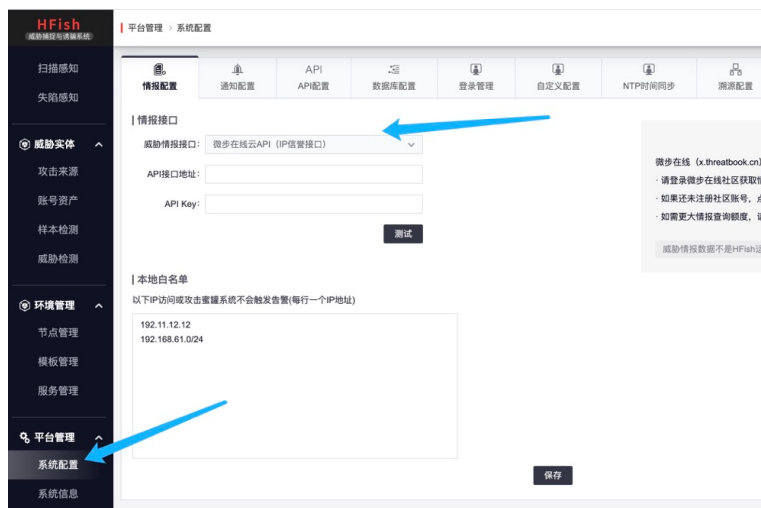 HFish
威胁捕捉与诱骗系统
平台管理 > 系统配置
扫描感知
失陷感知
威胁实体
攻击来源
账号资产
样本检测
威胁检测
环境管理
节点管理
模板管理
服务管理
平台管理
系统配置
系统信息
情报配置
通知配置
API
API配置
数据库配置
登录管理
自定义配置
NTP时间同步
溯源配置
情报接口
威胁情报接口: 微步在线云API（IP信誉接口）
API接口地址:
API Key:
测试
本地白名单
以下IP访问或攻击蜜罐系统不会触发告警(每行一个IP地址)
192.11.12.12
192.168.61.0/24
保存
微步在线（x.threatbook.cn)
· 请登录微步在线社区获取
· 如果还未注册社区账号，
· 如需更大情报查询额度，
威胁情报数据不是HFish